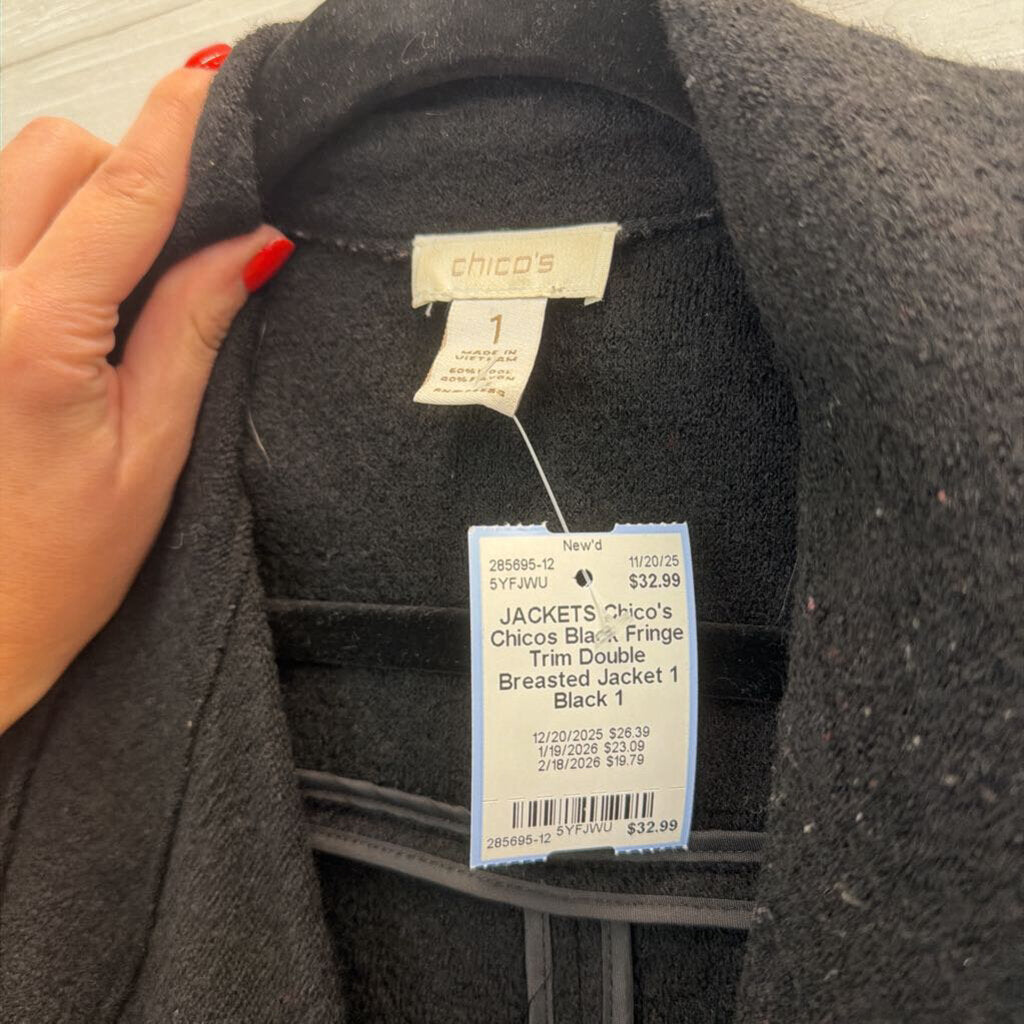 chico's
1
MADE IN
VIETNAM
60%
40%
New'd
285695-12 11/20/25
5YFJWU $32.99
JACKETS Chico's
Chicos Black Fringe
Trim Double
Breasted Jacket 1
Black 1
12/20/2025 $26.39
1/19/2026 $23.09
2/18/2026 $19.79
285695-12 5YFJWU $32.99